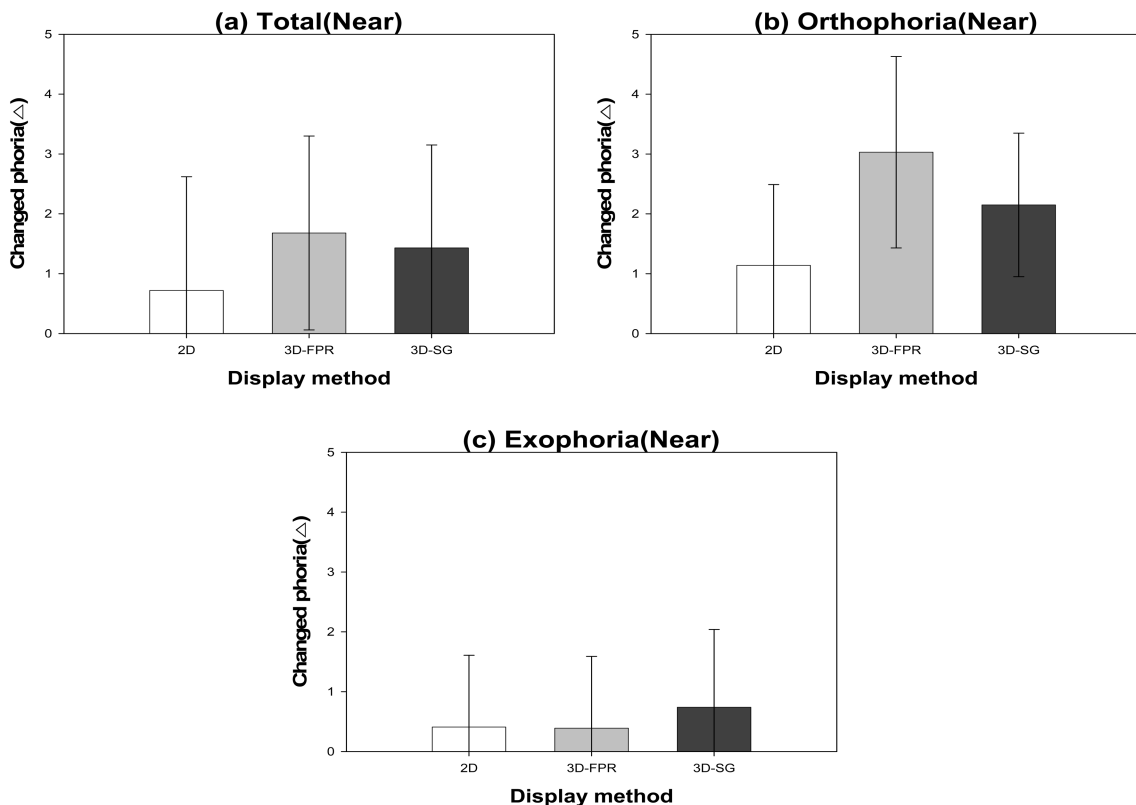 (a) Total(Near)
Changed phoria(△)
5
4
3
2
1
0
2D 3D-FPR 3D-SG
Display method
(b) Orthophoria(Near)
Changed phoria(△)
5
4
3
2
1
0
2D 3D-FPR 3D-SG
Display method
(c) Exophoria(Near)
Changed phoria(△)
5
4
3
2
1
0
2D 3D-FPR 3D-SG
Display method